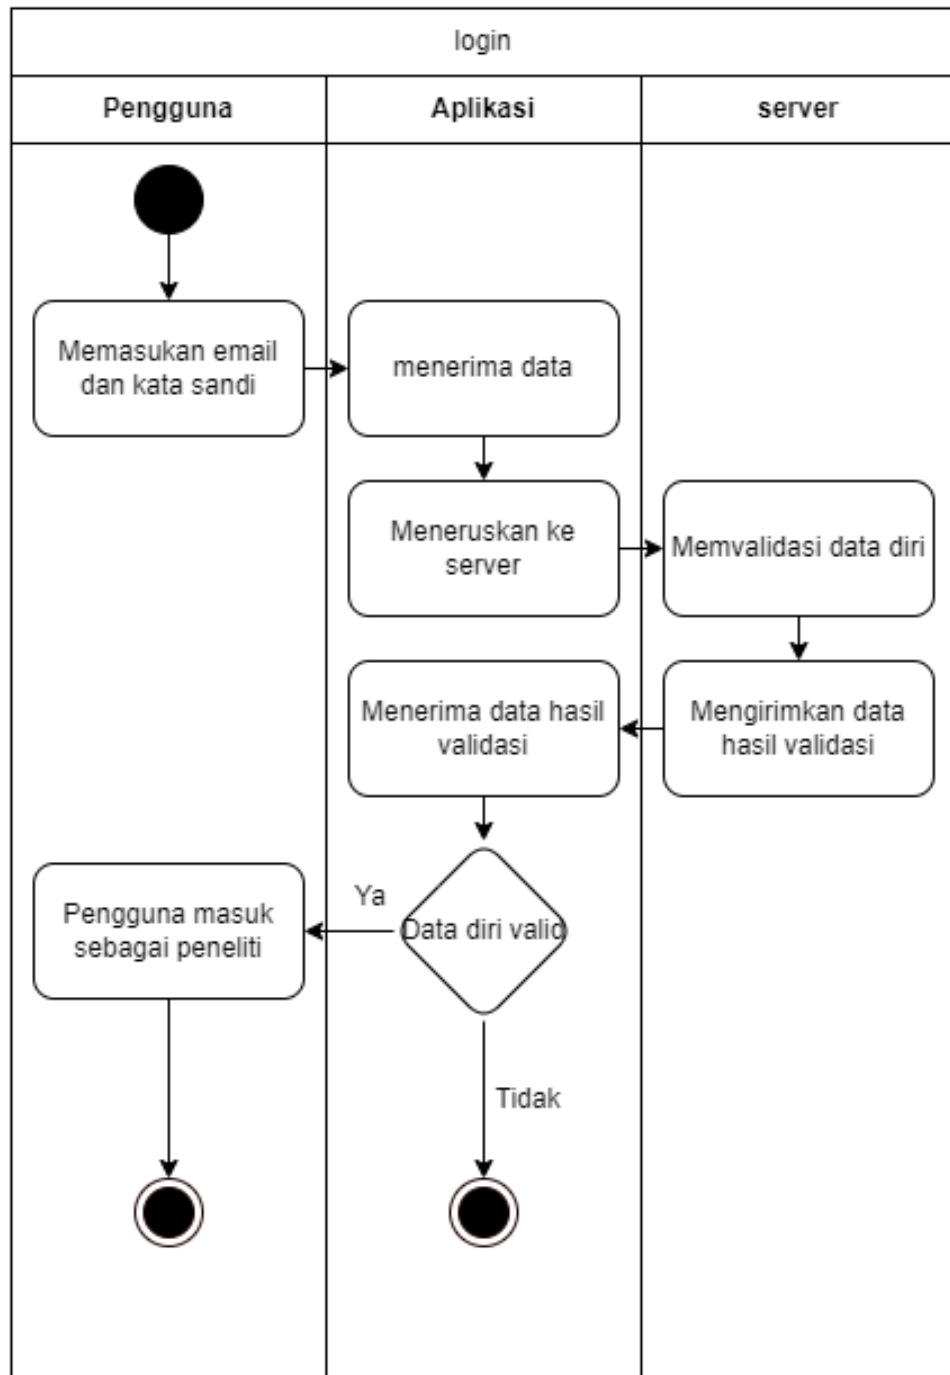 login
Pengguna
Aplikasi
server
Memasukan email
dan kata sandi
menerima data
Meneruskan ke
server
Memvalidasi data diri
Menerima data hasil
validasi
Mengirimkan data
hasil validasi
Pengguna masuk
sebagai peneliti
Ya
Data diri valid
Tidak